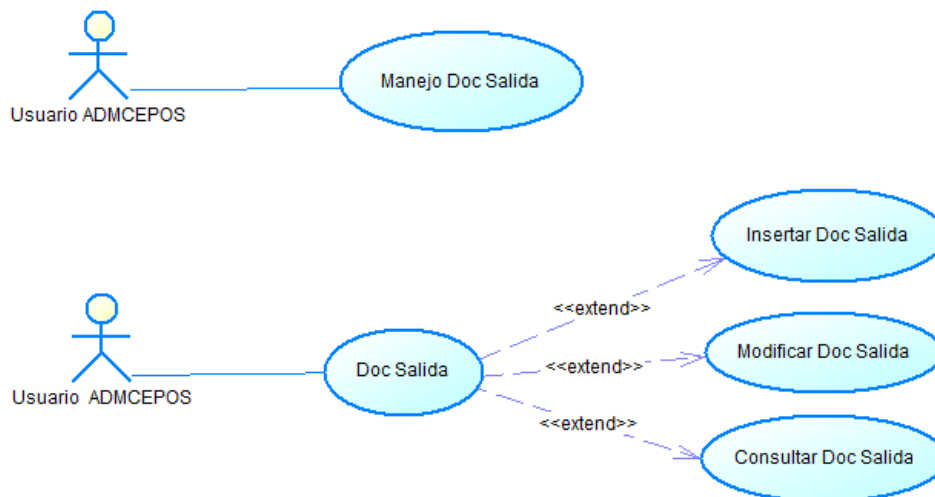 Manejo Doc Salida
Usuario ADMCEPOS
Insertar Doc Salida
<<extend>>
Doc Salida
<<extend>>
Modificar Doc Salida
Usuario ADMCEPOS
<<extend>>
Consultar Doc Salida